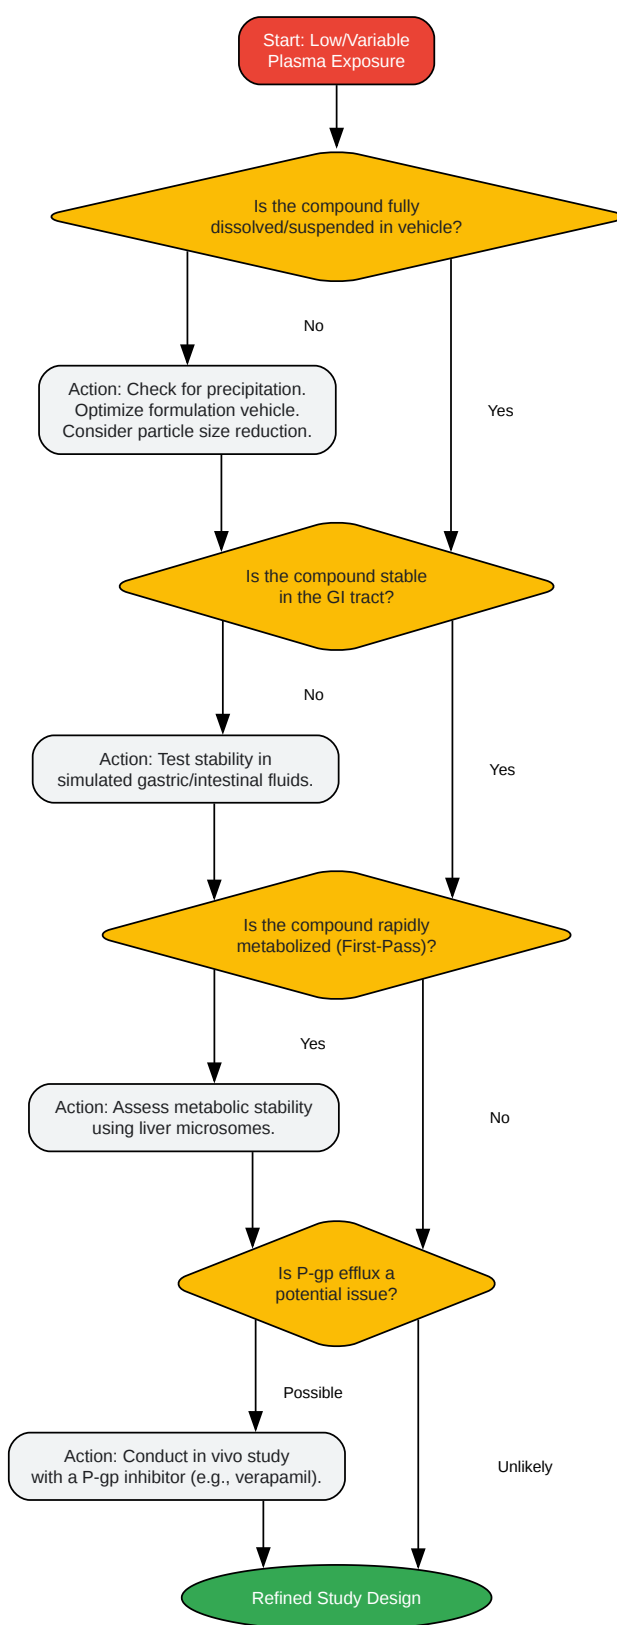 Start: Low/Variable
Plasma Exposure
Is the compound fully
dissolved/suspended in vehicle?
No
Action: Check for precipitation.
Optimize formulation vehicle.
Consider particle size reduction.
Yes
Is the compound stable
in the GI tract?
No
Action: Test stability in
simulated gastric/intestinal fluids.
Yes
Is the compound rapidly
metabolized (First-Pass)?
Yes
Action: Assess metabolic stability
using liver microsomes.
No
Is P-gp efflux a
potential issue?
Possible
Action: Conduct in vivo study
with a P-gp inhibitor (e.g., verapamil).
Unlikely
Refined Study Design